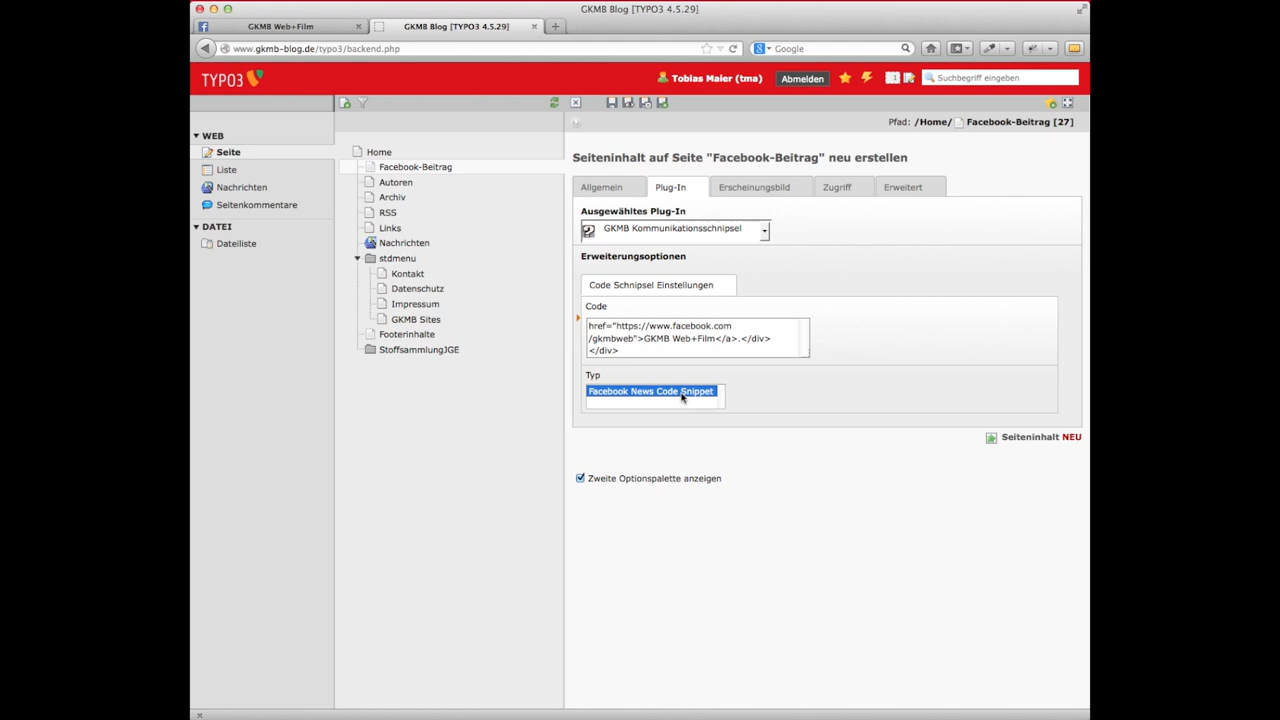 GKMB Blog [TYPO3 4.5.29]
GKMB Web+Film
GKMB Blog [TYPO3 4.5.29]
www.gkmb-blog.de/typo3/backend.php
Google
TYPO3
Tobias Maier (tma)
Abmelden
Suchbegriff eingeben
Pfad: /Home/ Facebook-Beitrag [27]
WEB
Seite
Liste
Nachrichten
Seitenkommentare
DATEI
Dateiliste
Home
Facebook-Beitrag
Autoren
Archiv
RSS
Links
Nachrichten
stdmenu
Kontakt
Datenschutz
Impressum
GKMB Sites
Footerinhalte
StoffsammlungJGE
Seiteninhalt auf Seite "Facebook-Beitrag" neu erstellen
Allgemein
Plug-In
Erscheinungsbild
Zugriff
Erweitert
Ausgewähltes Plug-In
GKMB Kommunikationsschnipsel
Erweiterungsoptionen
Code Schnipsel Einstellungen
Code
href="https://www.facebook.com
/gkmbweb">GKMB Web+Film</a>.</div>
</div>
Typ
Facebook News Code Snippet
Seiteninhalt NEU
Zweite Optionspalette anzeigen